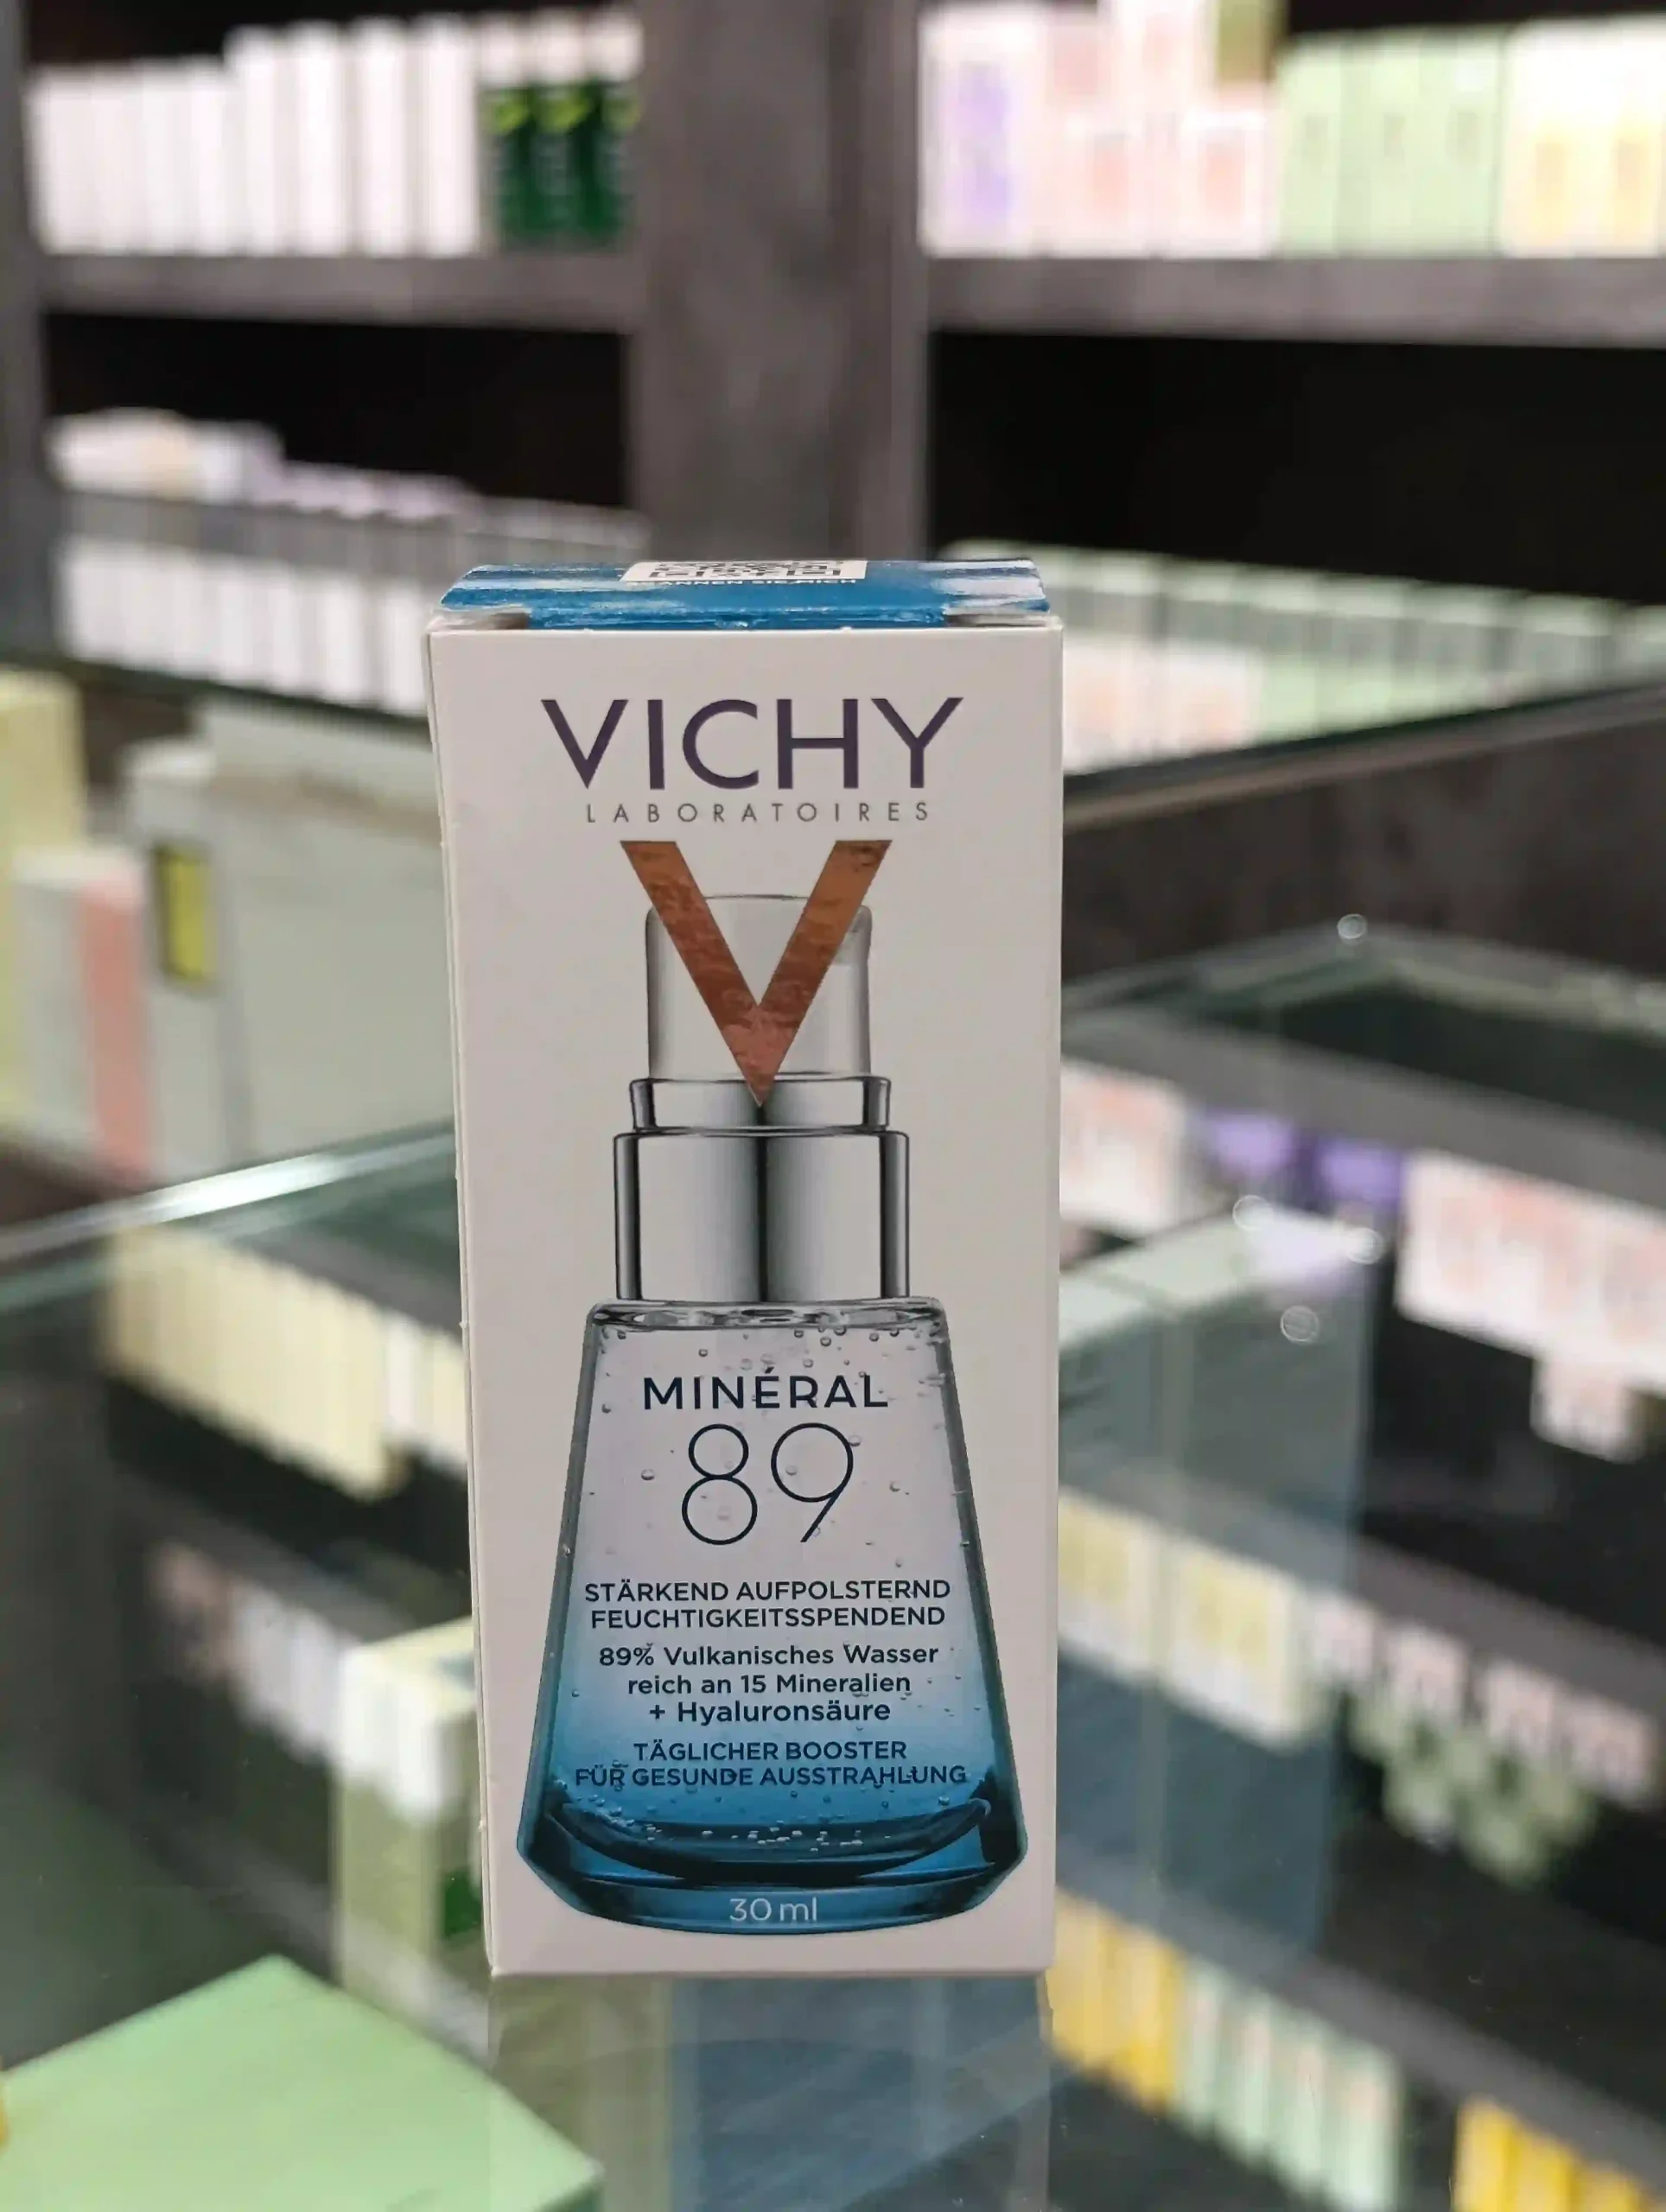 VICHY
LABORATOIRES
MINÉRAL
89
STÄRKEND AUFPOLSTERND
FEUCHTIGKEITSSPENDEND
89% Vulkanisches Wasser
reich an 15 Mineralien
+ Hyaluronsäure
TÄGLICHER BOOSTER
FÜR GESUNDE AUSSTRAHLUNG
30 ml